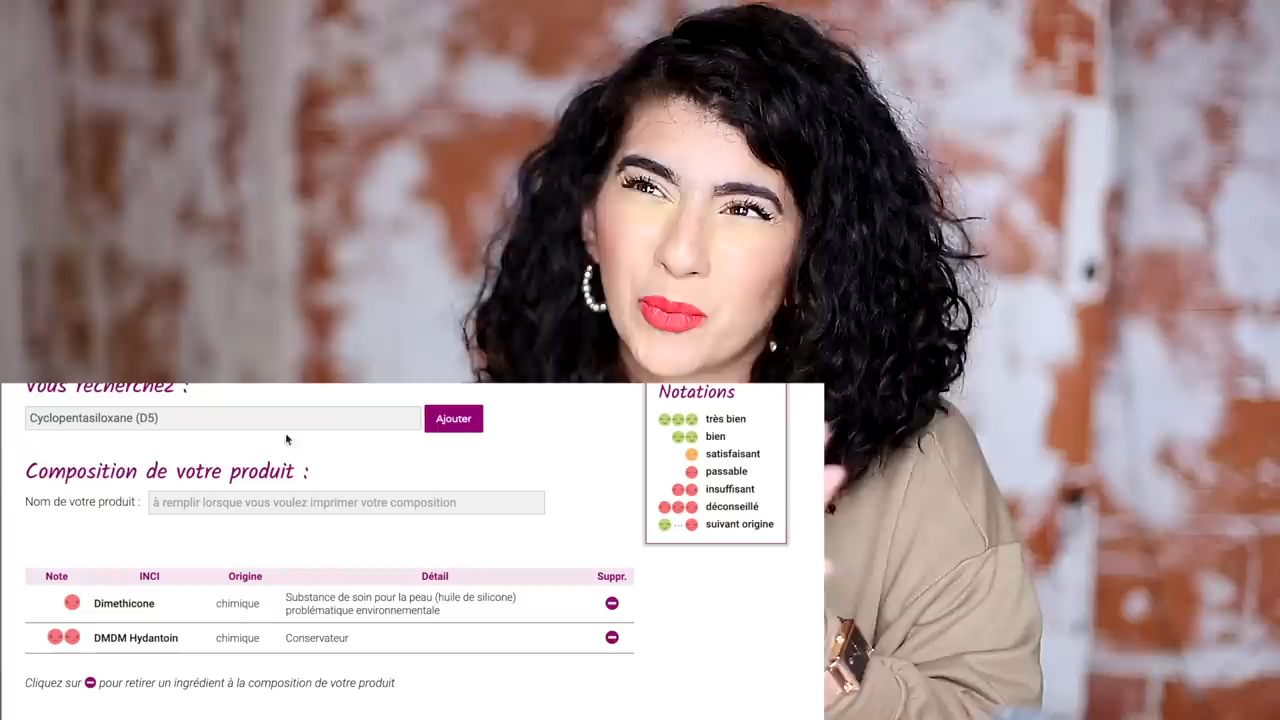 Vous recherchez :
Cyclopentasiloxane (D5)
Ajouter
Composition de votre produit :
Nom de votre produit :
à remplir lorsque vous voulez imprimer votre composition
Notations
très bien
bien
satisfaisant
passable
insuffisant
déconseillé
suivant origine
Note INCI Origine Détail Suppr.
Dimethicone chimique Substance de soin pour la peau (huile de silicone)
problématique environnementale
DMDM Hydantoin chimique Conservateur
Cliquez sur pour retirer un ingrédient à la composition de votre produit